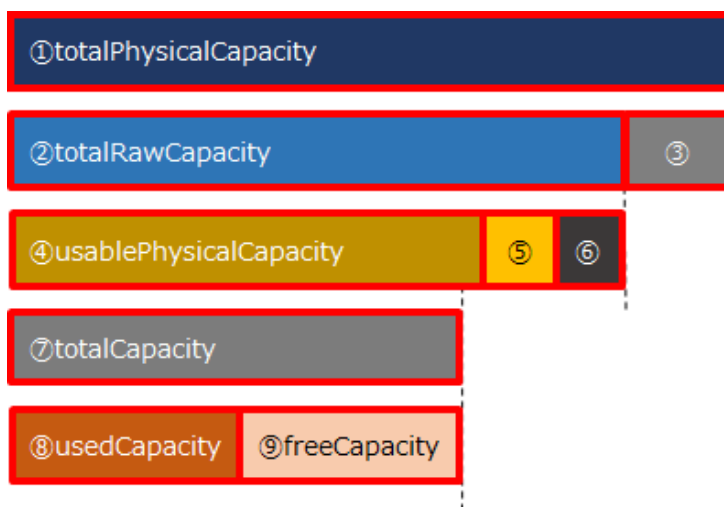 ①totalPhysicalCapacity
②totalRawCapacity ③
④usablePhysicalCapacity ⑤ ⑥
⑦totalCapacity
⑧usedCapacity ⑨freeCapacity